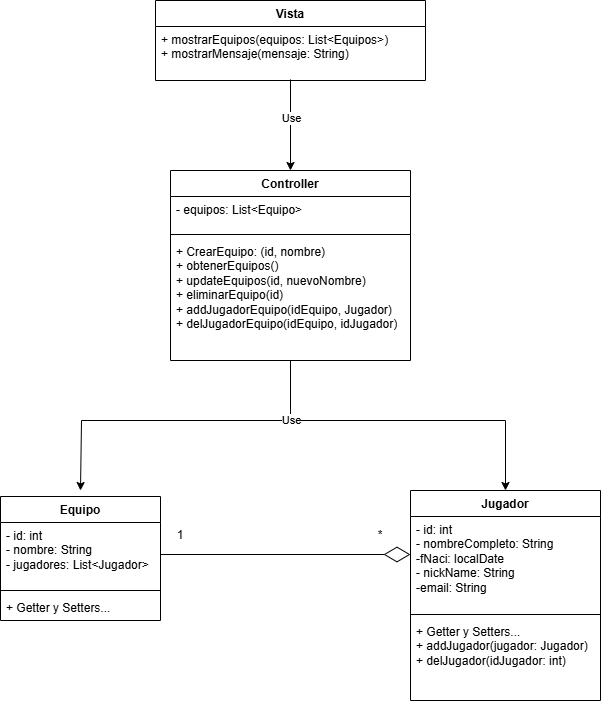 Vista
+ mostrarEquipos(equipos: List<Equipos>)
+ mostrarMensaje(mensaje: String)
Use
Controller
- equipos: List<Equipo>
+ CrearEquipo: (id, nombre)
+ obtenerEquipos()
+ updateEquipos(id, nuevoNombre)
+ eliminarEquipo(id)
+ addJugadorEquipo(idEquipo, Jugador)
+ delJugadorEquipo(idEquipo, idJugador)
Use
Equipo
- id: int
- nombre: String
- jugadores: List<Jugador>
+ Getter y Setters...
1
*
Jugador
- id: int
- nombreCompleto: String
-fNaci: localDate
- nickName: String
-email: String
+ Getter y Setters...
+ addJugador(jugador: Jugador)
+ delJugador(idJugador: int)